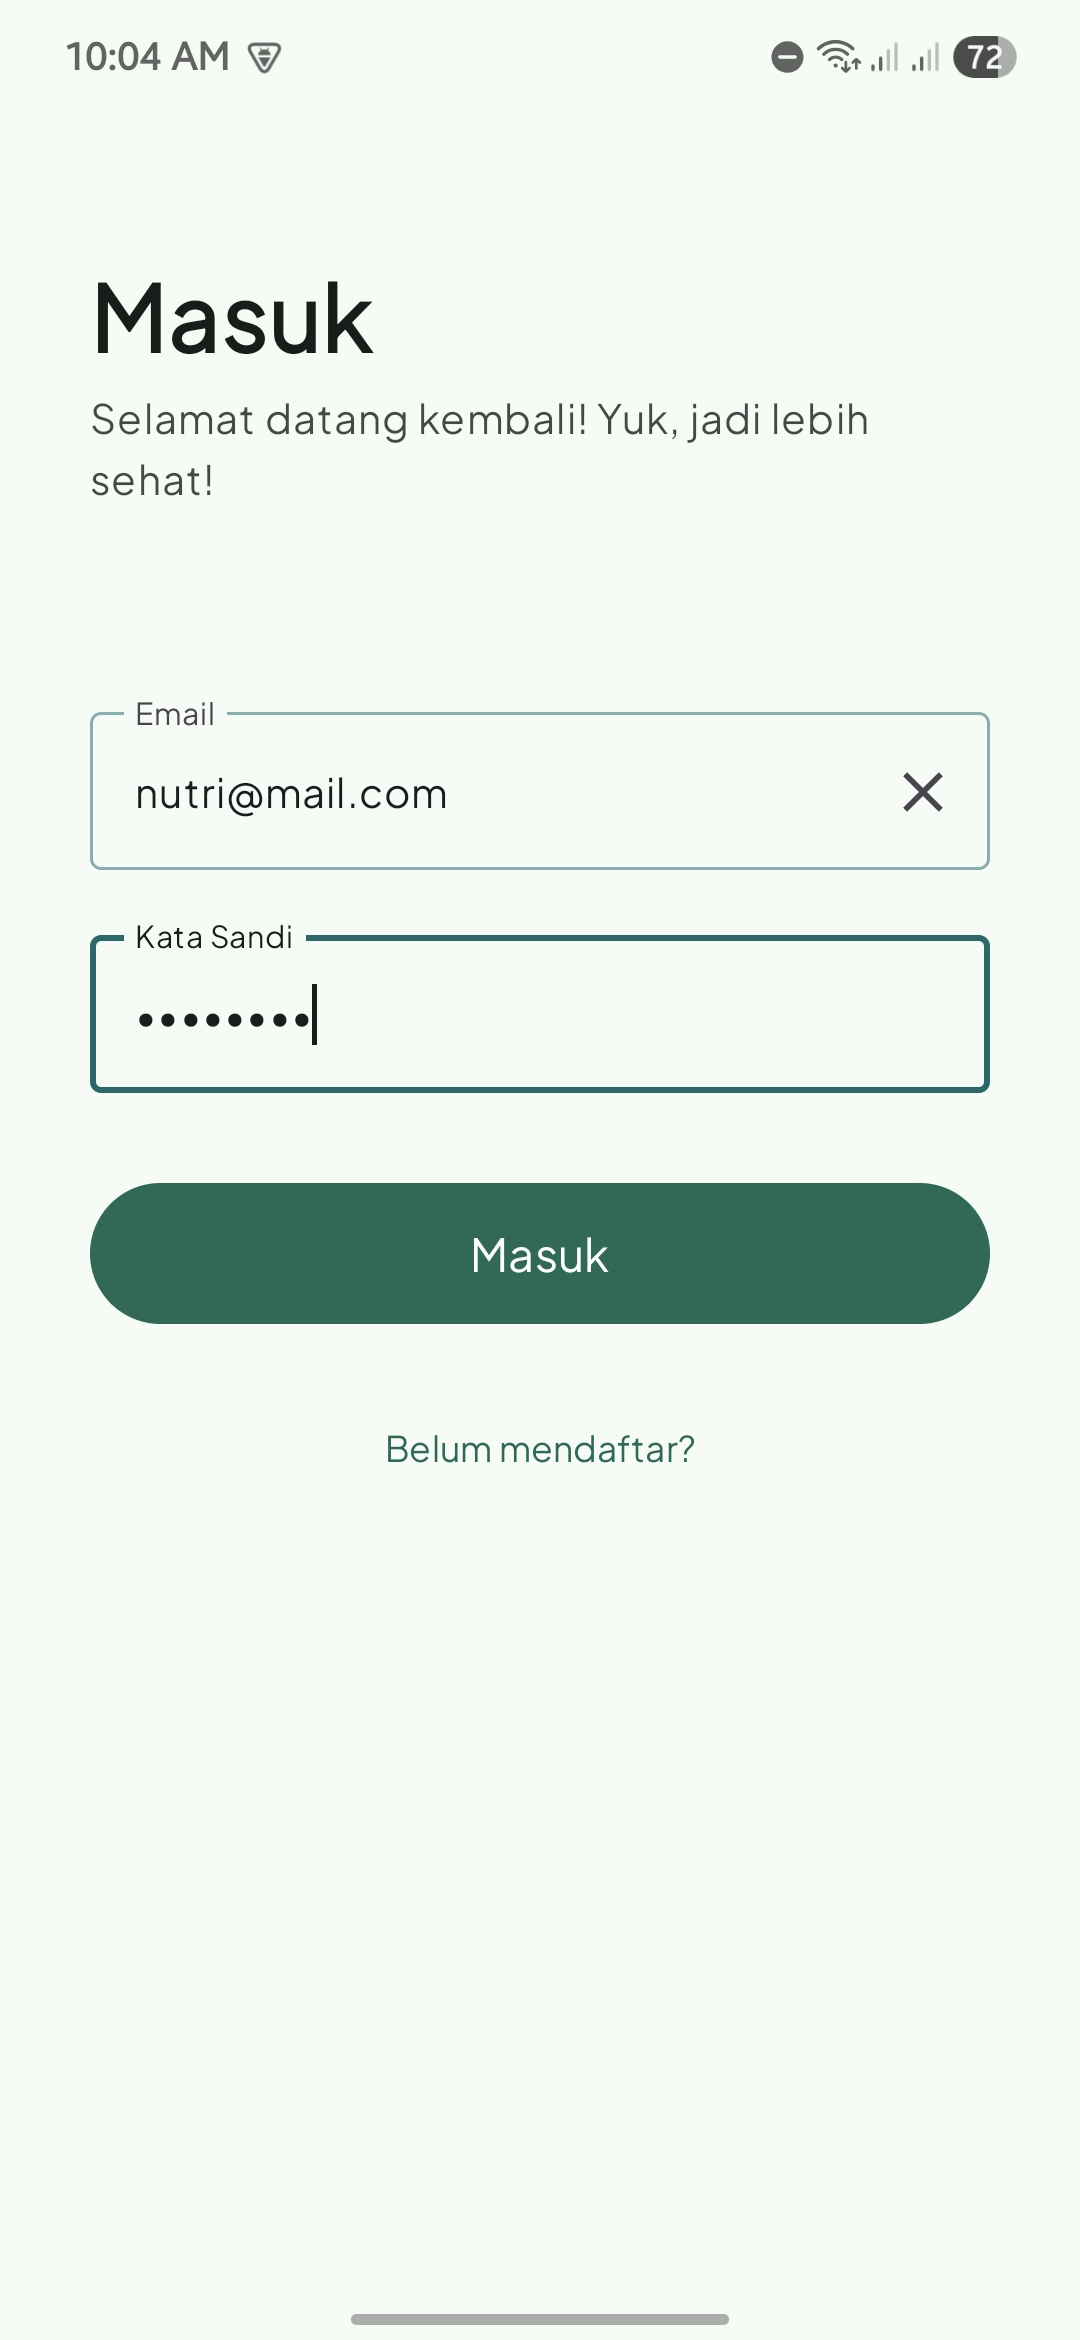 10:04 AM
72
Masuk
Selamat datang kembali! Yuk, jadi lebih
sehat!
Email
nutri@mail.com
Kata Sandi
••••••••
Masuk
Belum mendaftar?